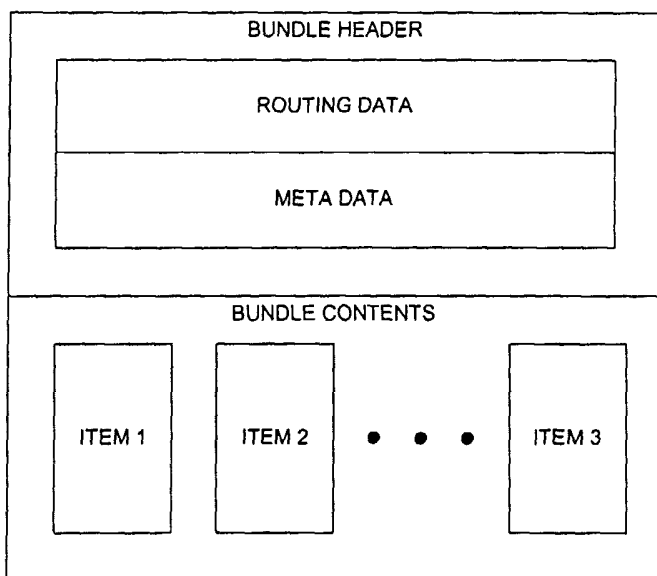 BUNDLE HEADER
ROUTING DATA
META DATA
BUNDLE CONTENTS
ITEM 1
ITEM 2
ITEM 3